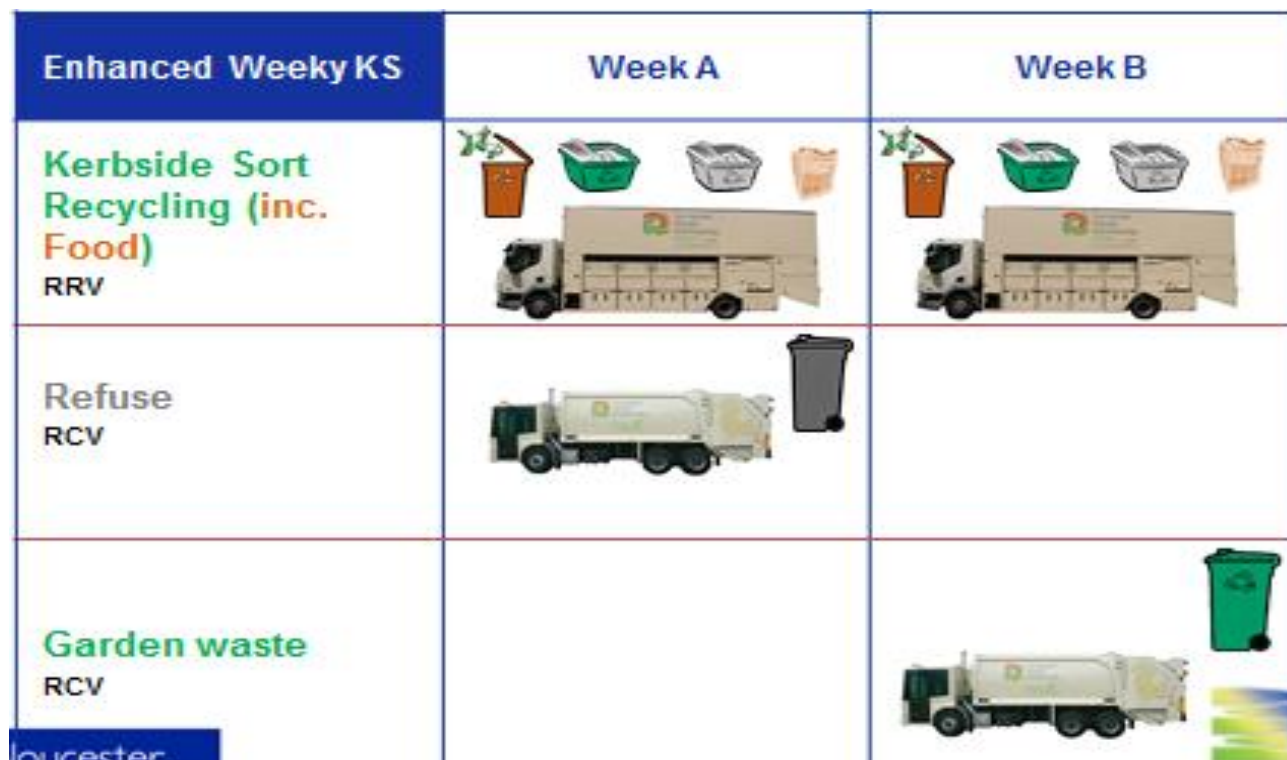 Enhanced Weeky KS
Week A
Week B
Kerbside Sort
Recycling (inc.
Food)
RRV
Refuse
RCV
Garden waste
RCV
loucester